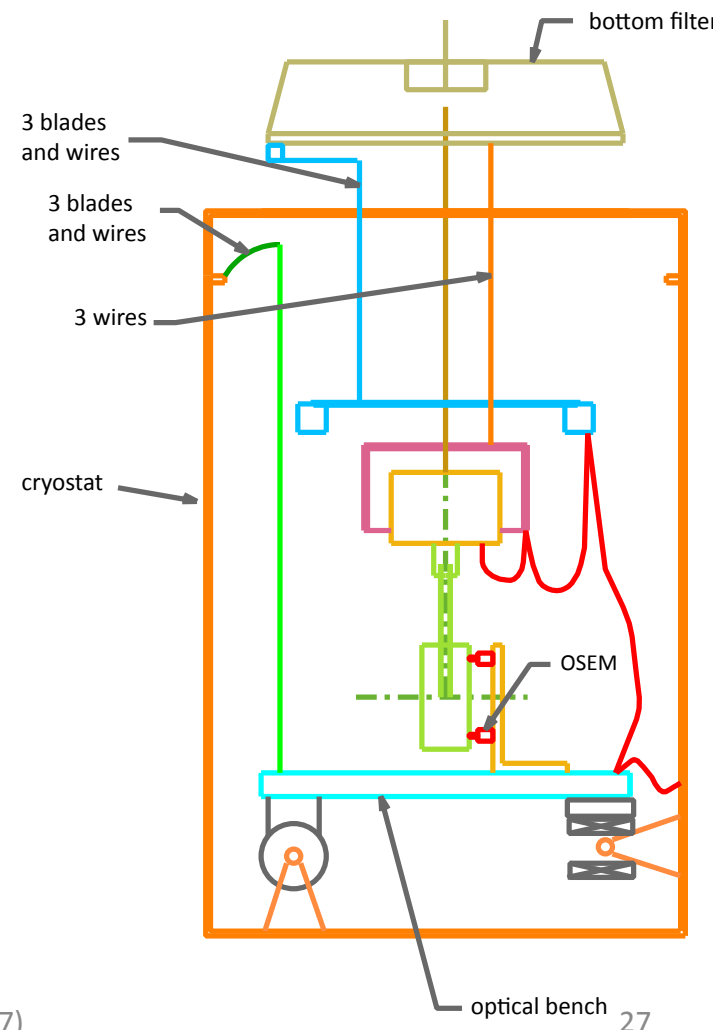 bottom filter
3 blades
and wires
3 blades
and wires
3 wires
cryostat
OSEM
optical bench
7)
27